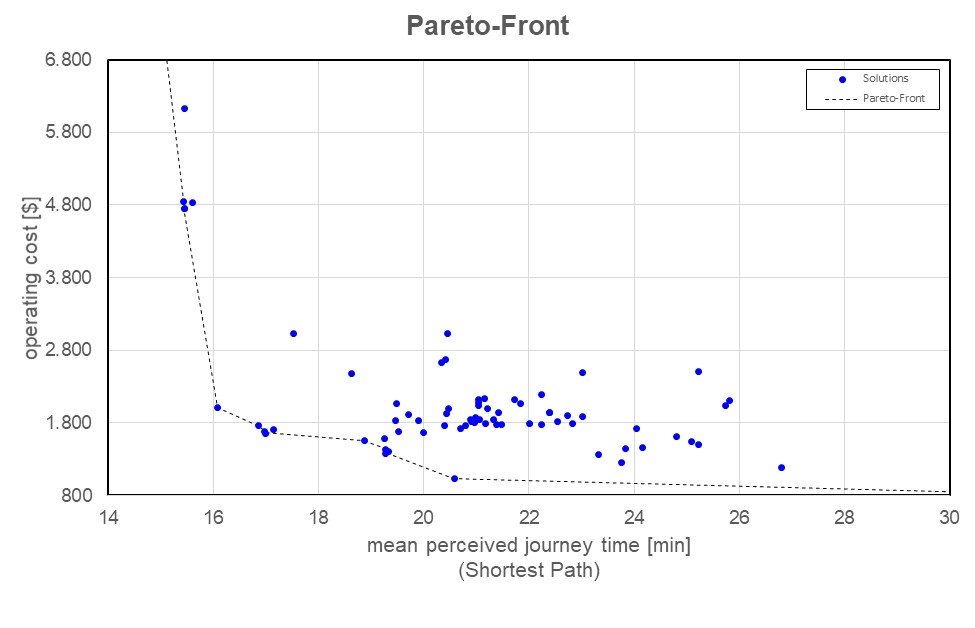 Pareto-Front
6.800
5.800
4.800
3.800
2.800
1.800
800
operating cost [$]
Solutions
Pareto-Front
14 16 18 20 22 24 26 28 30
mean perceived journey time [min]
(Shortest Path)